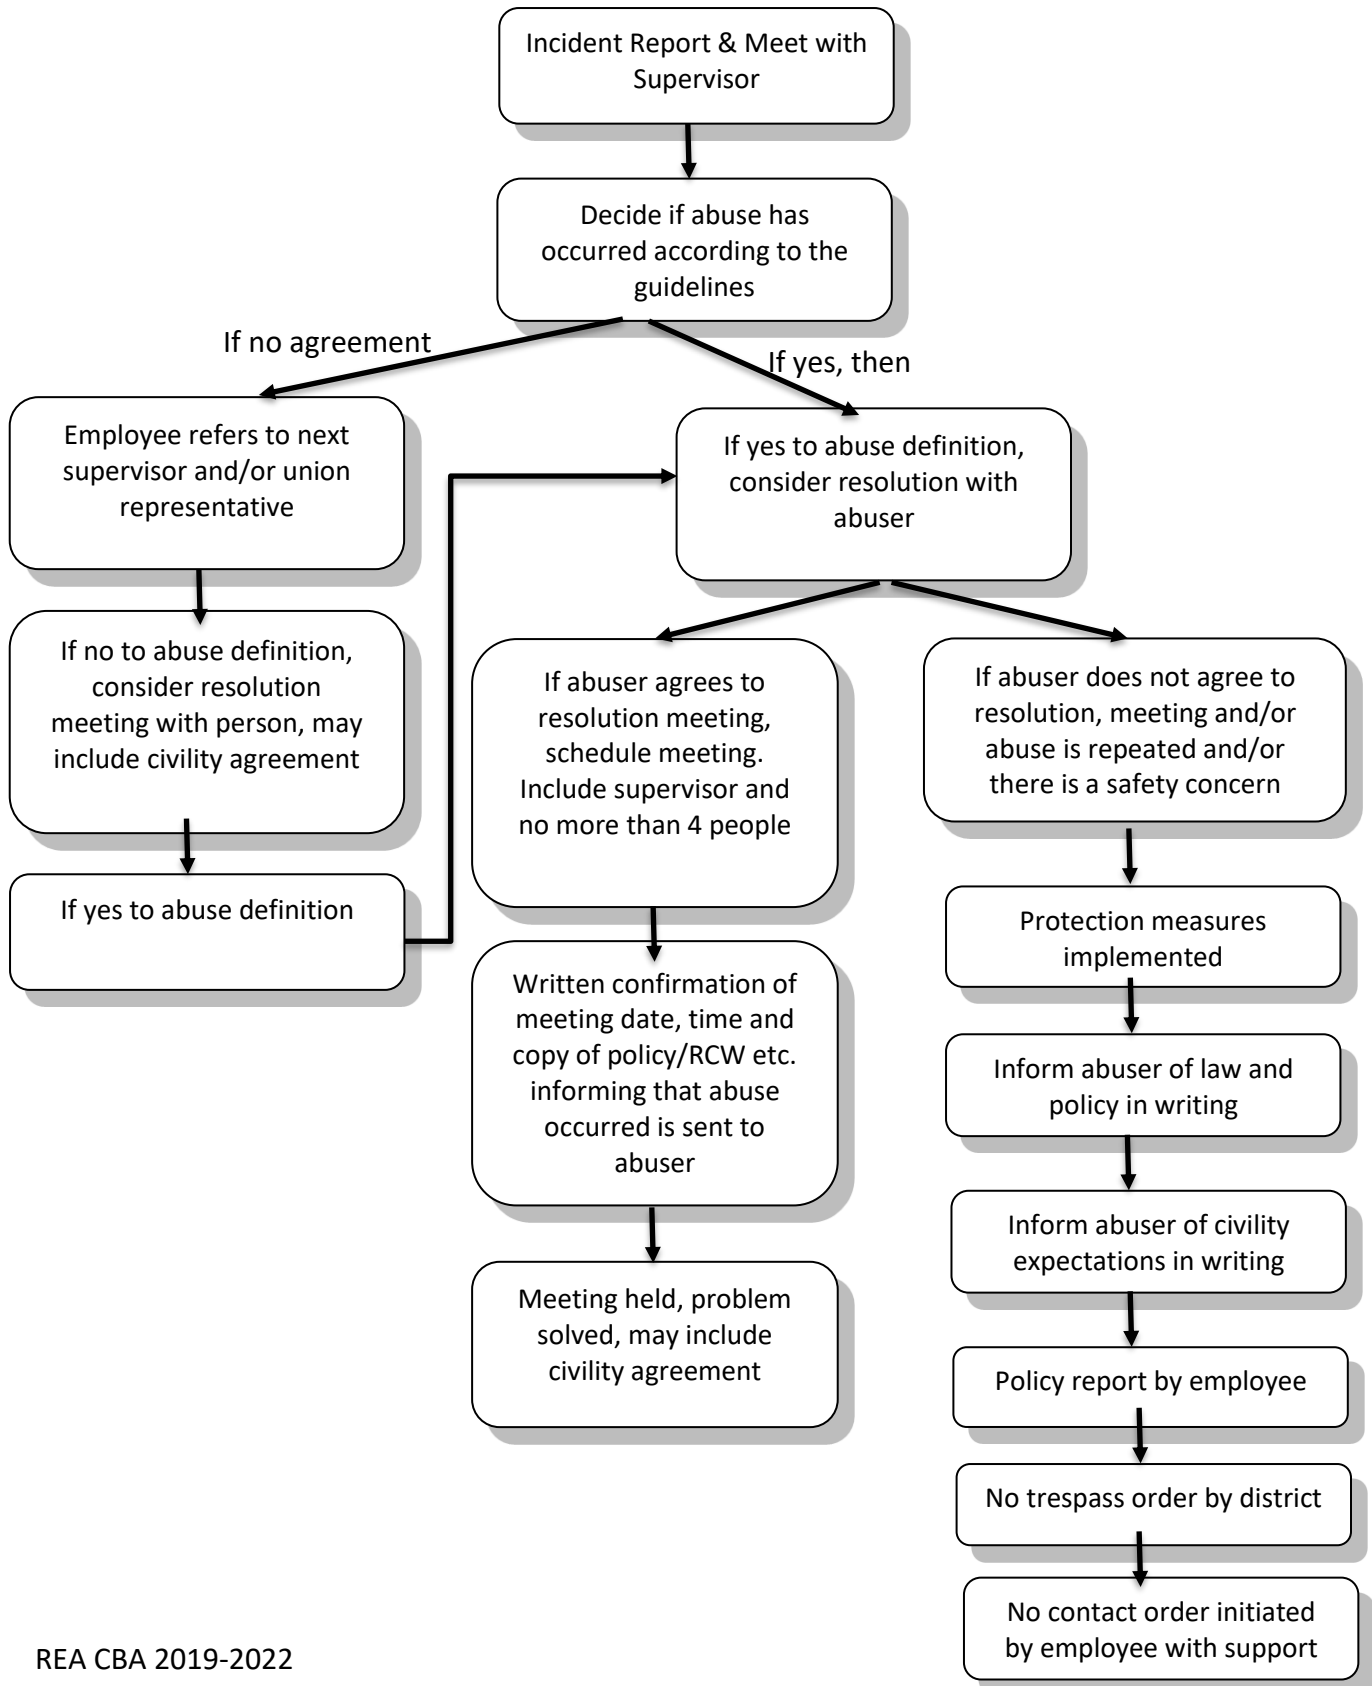 Incident Report & Meet with
Supervisor
Decide if abuse has
occurred according to the
guidelines
If no agreement
If yes, then
Employee refers to next
supervisor and/or union
representative
If yes to abuse definition,
consider resolution with
abuser
If no to abuse definition,
consider resolution
meeting with person, may
include civility agreement
If yes to abuse definition
If abuser agrees to
resolution meeting,
schedule meeting.
Include supervisor and
no more than 4 people
Written confirmation of
meeting date, time and
copy of policy/RCW etc.
informing that abuse
occurred is sent to
abuser
Meeting held, problem
solved, may include
civility agreement
If abuser does not agree to
resolution, meeting and/or
abuse is repeated and/or
there is a safety concern
Protection measures
implemented
Inform abuser of law and
policy in writing
Inform abuser of civility
expectations in writing
Policy report by employee
No trespass order by district
No contact order initiated
by employee with support
REA CBA 2019-2022